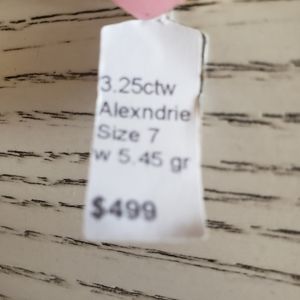 3.25ctw
Alexndrie
Size 7
w 5.45 gr
$499